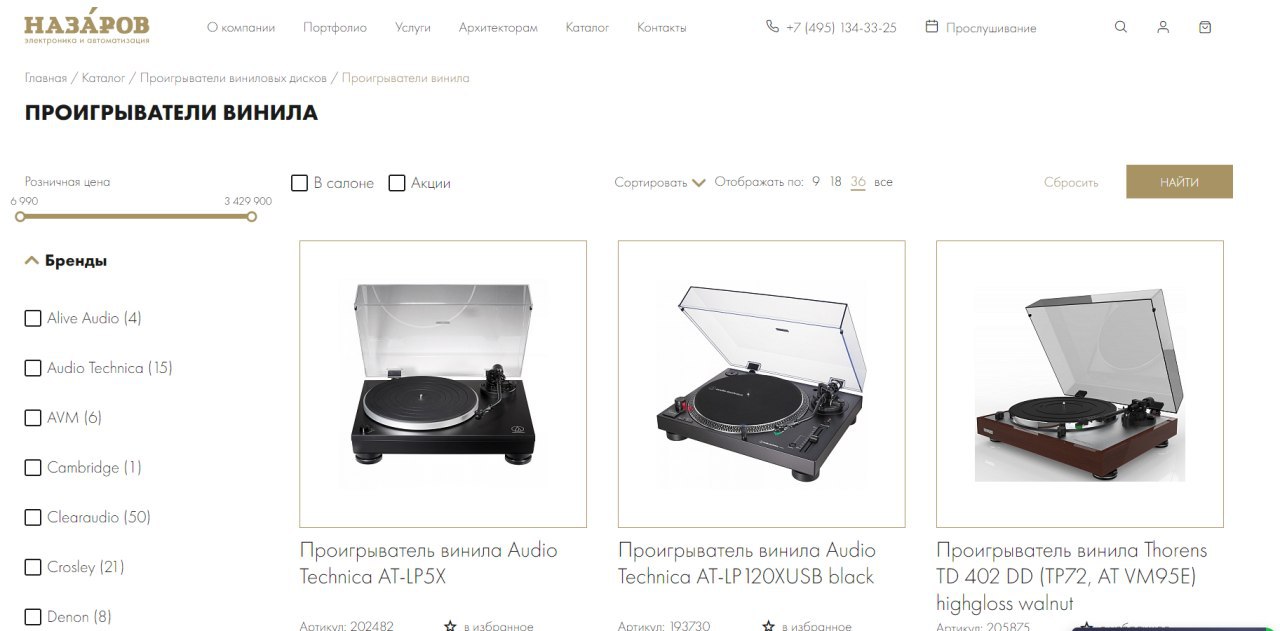 НАЗАРОВ
электроника и автоматизация
О компании
Портфолио
Услуги
Архитекторам
Каталог
Контакты
+7 (495) 134-33-25
Прослушивание
Главная / Каталог / Проигрыватели виниловых дисков / Проигрыватели винила
ПРОИГРЫВАТЕЛИ ВИНИЛА
Розничная цена
6 990
3 429 900
В салоне
Акции
Сортировать
Отображать по: 9 18 36 все
Сбросить
НАЙТИ
Бренды
Alive Audio (4)
Audio Technica (15)
AVM (6)
Cambridge (1)
Clearaudio (50)
Crosley (21)
Denon (8)
Проигрыватель винила Audio
Technica AT-LP5X
Артикул: 202482
в избранное
Проигрыватель винила Audio
Technica AT-LP120XUSB black
Артикул: 193730
в избранное
Проигрыватель винила Thorens
TD 402 DD (TP72, AT VM95E)
highgloss walnut
Артикул: 205875
в избранное